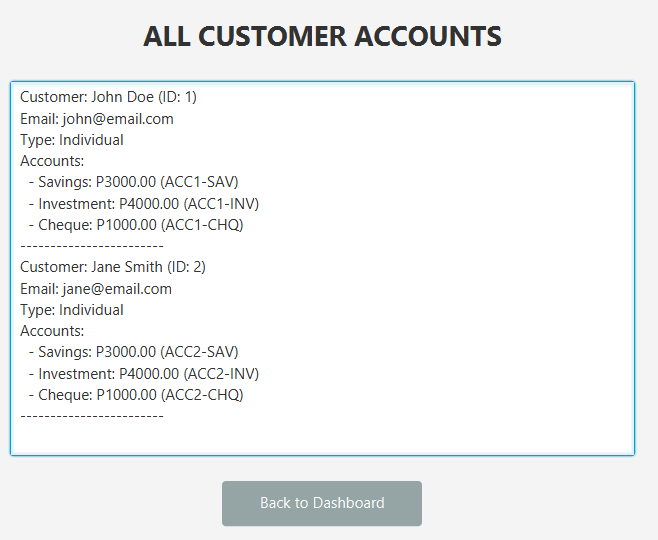 ALL CUSTOMER ACCOUNTS
Customer: John Doe (ID: 1)
Email: john@email.com
Type: Individual
Accounts:
- Savings: P3000.00 (ACC1-SAV)
- Investment: P4000.00 (ACC1-INV)
- Cheque: P1000.00 (ACC1-CHQ)
------------------------
Customer: Jane Smith (ID: 2)
Email: jane@email.com
Type: Individual
Accounts:
- Savings: P3000.00 (ACC2-SAV)
- Investment: P4000.00 (ACC2-INV)
- Cheque: P1000.00 (ACC2-CHQ)
------------------------
Back to Dashboard